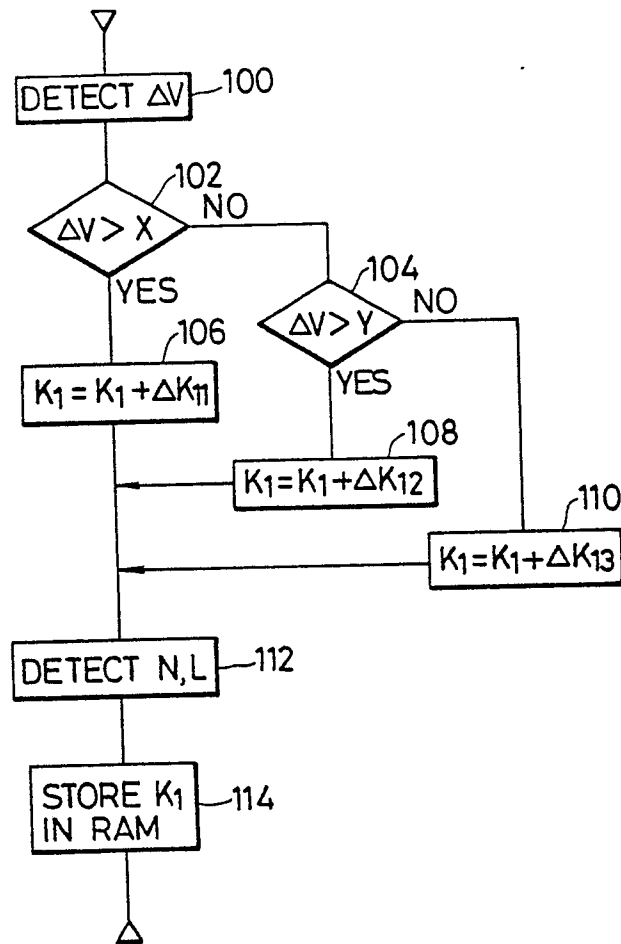 DETECT ΔV
100
102
ΔV > X
NO
YES
104
ΔV > Y
NO
YES
106
K₁ = K₁ + ΔK₁₁
108
K₁ = K₁ + ΔK₁₂
110
K₁ = K₁ + ΔK₁₃
DETECT N,L
112
STORE K₁
IN RAM
114